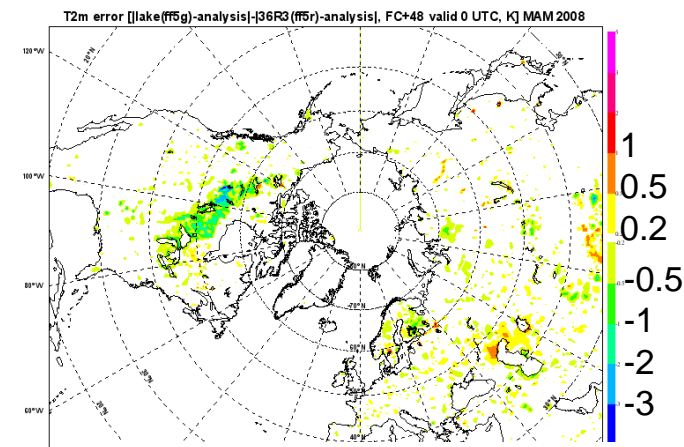 T2m error [|lake(ff5g)-analysis|-|36R3(ff5r)-analysis|, FC+48 valid 0 UTC, K] MAM 2008
120°W
100°W
80°W
60°W
70°N
1
0.5
0.2
-0.5
-1
-2
-3